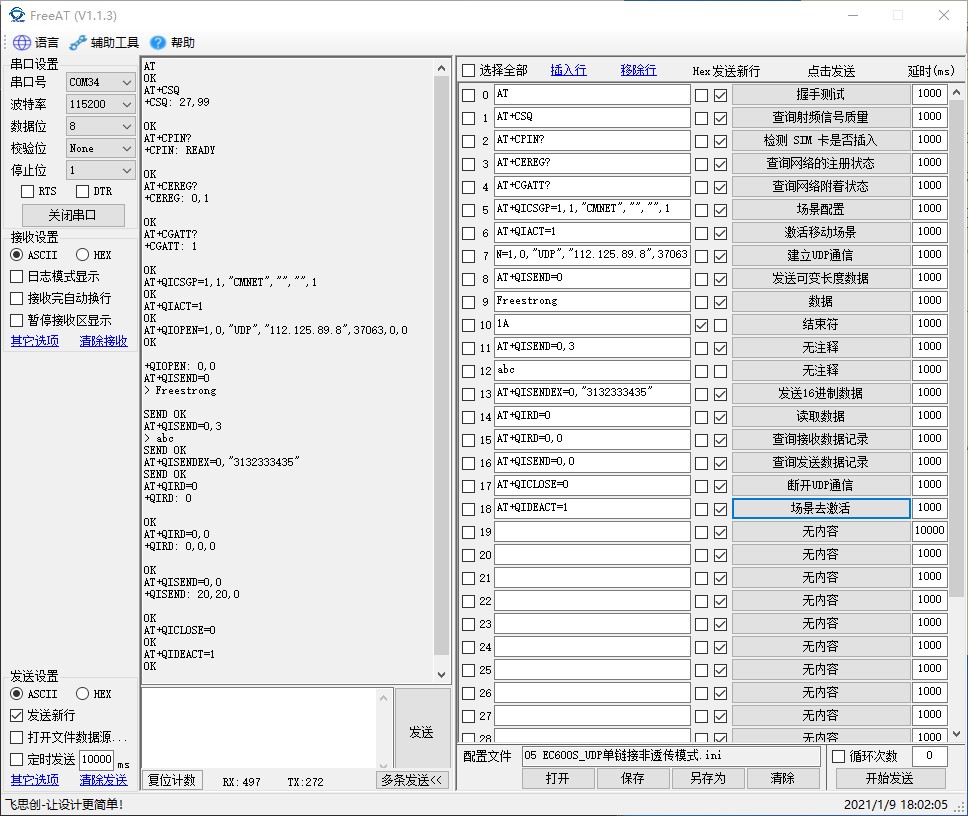 FreeAT (V1.1.3)
语言 辅助工具 帮助
串口设置
串口号 COM34
波特率 115200
数据位 8
校验位 None
停止位 1
RTS DTR
关闭串口
接收设置
ASCII HEX
日志模式显示
接收完自动换行
暂停接收区显示
其它选项 清除接收
发送设置
ASCII HEX
发送新行
打开文件数据源...
定时发送 10000 ms
其它选项 清除发送
AT
OK
AT+CSQ
+CSQ: 27,99
OK
AT+CPIN?
+CPIN: READY
OK
AT+CEREG?
+CEREG: 0,1
OK
AT+CGATT?
+CGATT: 1
OK
AT+QICSGP=1,1,"CMNET","","",1
OK
AT+QIACT=1
OK
AT+QIOPEN=1,0,"UDP","112.125.89.8",37063,0,0
OK
+QIOPEN: 0,0
AT+QISEND=0
> Freestrong
SEND OK
AT+QISEND=0,3
> abc
SEND OK
AT+QISENDEX=0,"3132333435"
SEND OK
AT+QIRD=0
+QIRD: 0
OK
AT+QIRD=0,0
+QIRD: 0,0,0
OK
AT+QISEND=0,0
+QISEND: 20,20,0
OK
AT+QICLOSE=0
OK
AT+QIDEACT=1
OK
发送
复位计数 RX:497 TX:272 多条发送<<
选择全部 插入行 移除行 Hex发送新行 点击发送 延时(ms)
0 AT 握手测试 1000
1 AT+CSQ 查询射频信号质量 1000
2 AT+CPIN? 检测 SIM 卡是否插入 1000
3 AT+CEREG? 查询网络的注册状态 1000
4 AT+CGATT? 查询网络附着状态 1000
5 AT+QICSGP=1,1,"CMNET","","",1 场景配置 1000
6 AT+QIACT=1 激活移动场景 1000
7 N=1,0,"UDP","112.125.89.8",37063 建立UDP通信 1000
8 AT+QISEND=0 发送可变长度数据 1000
9 Freestrong 数据 1000
10 1A 结束符 1000
11 AT+QISEND=0,3 无注释 1000
12 abc 无注释 1000
13 AT+QISENDEX=0,"3132333435" 发送16进制数据 1000
14 AT+QIRD=0 读取数据 1000
15 AT+QIRD=0,0 查询接收数据记录 1000
16 AT+QISEND=0,0 查询发送数据记录 1000
17 AT+QICLOSE=0 断开UDP通信 1000
18 AT+QIDEACT=1 场景去激活 1000
19 无内容 10000
20 无内容 1000
21 无内容 1000
22 无内容 1000
23 无内容 1000
24 无内容 1000
25 无内容 1000
26 无内容 1000
27 无内容 1000
28 无内容 1000
配置文件 05 EC600S_UDP单链接非透传模式.ini 循环次数 0
打开 保存 另存为 清除 开始发送
飞思创-让设计更简单! 2021/1/9 18:02:05